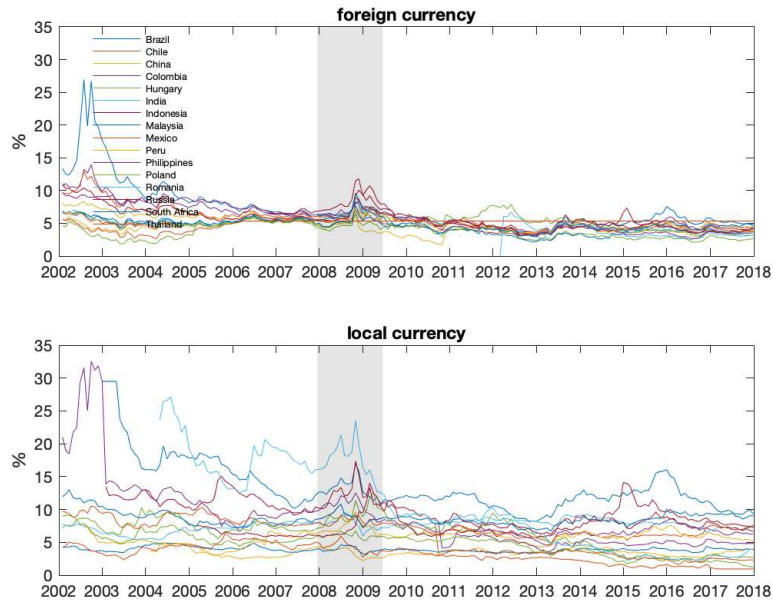 foreign currency
35
30
25
20
15
10
5
0
%
Brazil
Chile
China
Colombia
Hungary
India
Indonesia
Malaysia
Mexico
Peru
Philippines
Poland
Romania
Russia
South Africa
Thailand
2002 2003 2004 2005 2006 2007 2008 2009 2010 2011 2012 2013 2014 2015 2016 2017 2018
local currency
35
30
25
20
15
10
5
0
%
2002 2003 2004 2005 2006 2007 2008 2009 2010 2011 2012 2013 2014 2015 2016 2017 2018